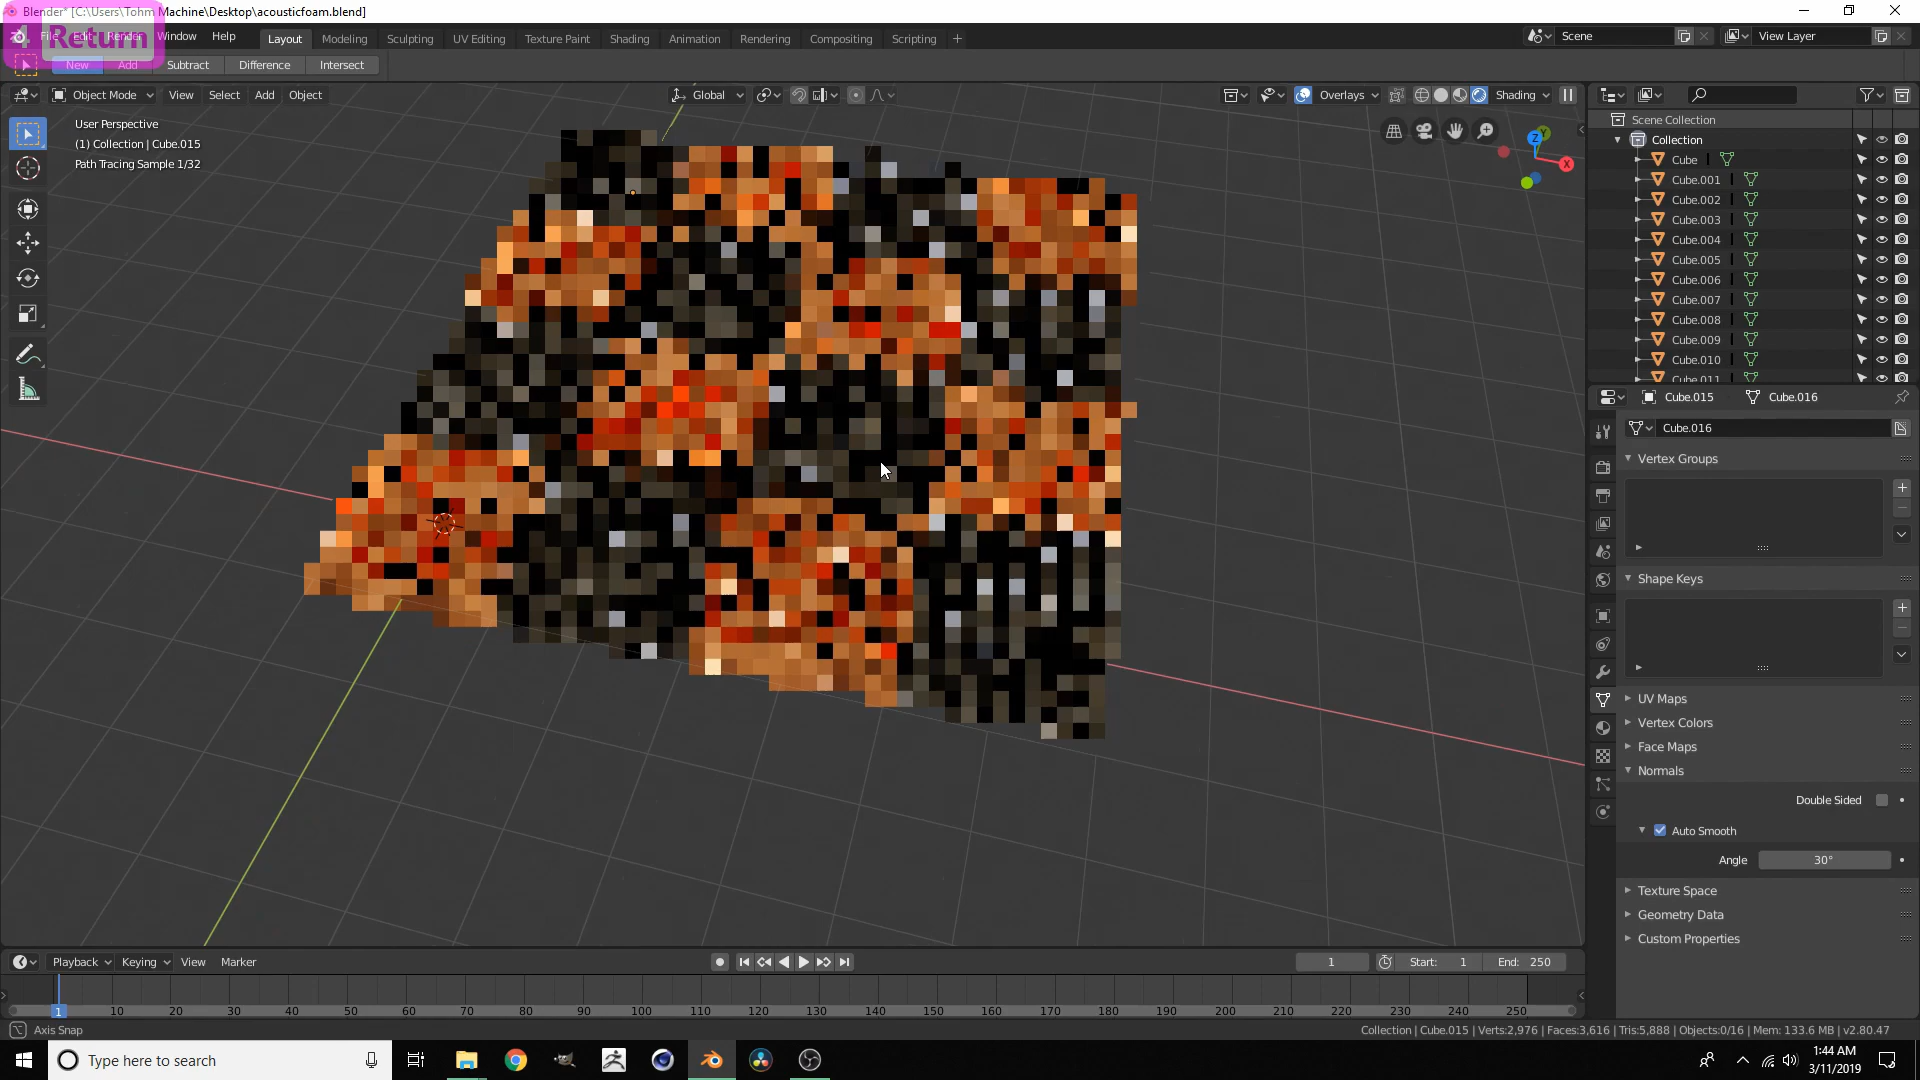 Blender* [C:\Users\Tohm Machine\Desktop\acousticfoam.blend]
4 Return
File Edit Render Window Help
Layout Modeling Sculpting UV Editing Texture Paint Shading Animation Rendering Compositing Scripting +
Scene
View Layer
New Add Subtract Difference Intersect
Object Mode View Select Add Object
Global
Overlays Shading
User Perspective
(1) Collection | Cube.015
Path Tracing Sample 1/32
Z Y X
Scene Collection
Collection
Cube
Cube.001
Cube.002
Cube.003
Cube.004
Cube.005
Cube.006
Cube.007
Cube.008
Cube.009
Cube.010
Cube.011
Cube.015 Cube.016
Cube.016
Vertex Groups
Shape Keys
UV Maps
Vertex Colors
Face Maps
Normals
Double Sided
Auto Smooth
Angle 30°
Texture Space
Geometry Data
Custom Properties
Playback Keying View Marker
1 Start: 1 End: 250
1 10 20 30 40 50 60 70 80 90 100 110 120 130 140 150 160 170 180 190 200 210 220 230 240 250
Axis Snap
Collection | Cube.015 | Verts:2,976 | Faces:3,616 | Tris:5,888 | Objects:0/16 | Mem: 133.6 MB | v2.80.47
Type here to search
1:44 AM
3/11/2019